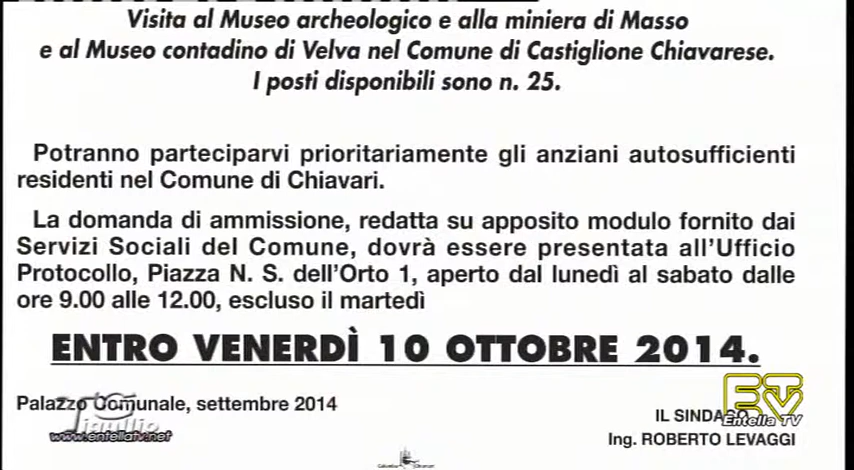 Visita al Museo archeologico e alla miniera di Masso
e al Museo contadino di Velva nel Comune di Castiglione Chiavarese.
I posti disponibili sono n. 25.
Potranno parteciparvi prioritariamente gli anziani autosufficienti
residenti nel Comune di Chiavari.
La domanda di ammissione, redatta su apposito modulo fornito dai
Servizi Sociali del Comune, dovrà essere presentata all'Ufficio
Protocollo, Piazza N. S. dell'Orto 1, aperto dal lunedì al sabato dalle
ore 9.00 alle 12.00, escluso il martedì
ENTRO VENERDÌ 10 OTTOBRE 2014.
Palazzo Comunale, settembre 2014
Tigullio
www.entellatv.net
ETV
Entella TV
IL SINDACO
Ing. ROBERTO LEVAGGI